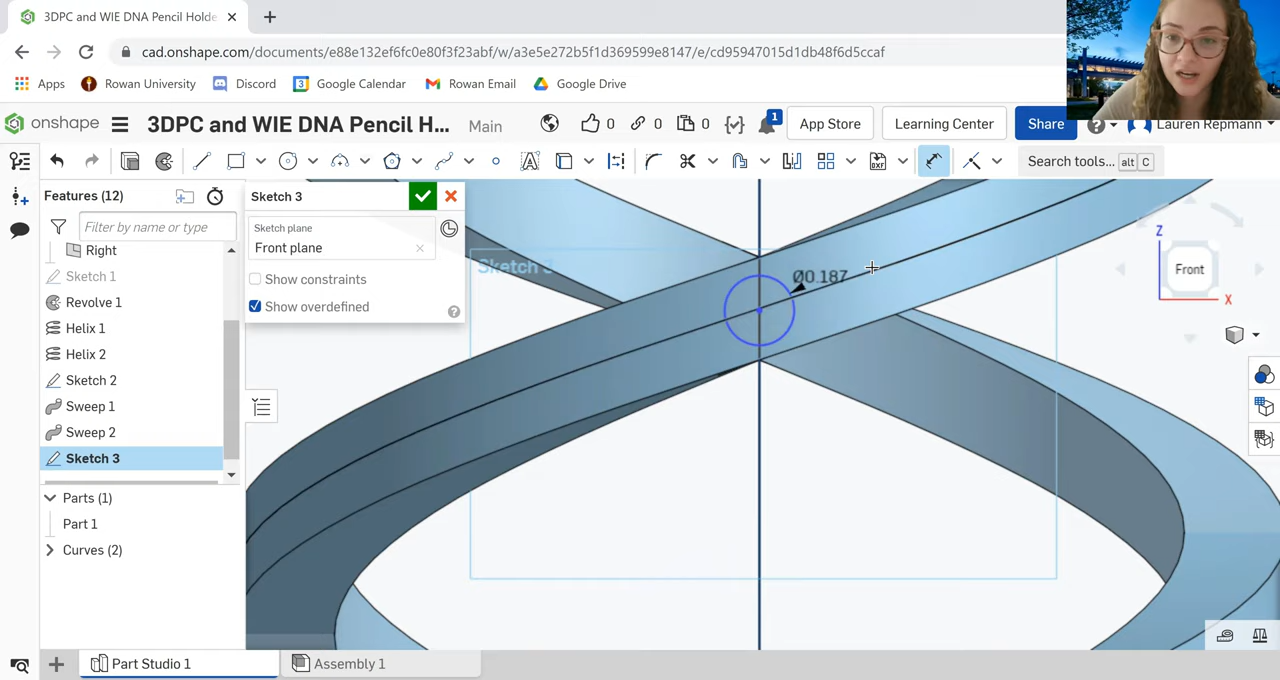 3DPC and WIE DNA Pencil Holde
cad.onshape.com/documents/e88e132ef6fc0e80f3f23abf/w/a3e5e272b5f1d369599e8147/e/cd95947015d1db48f6d5ccaf
Apps Rowan University Discord Google Calendar Rowan Email Google Drive
onshape 3DPC and WIE DNA Pencil H... Main 0 0 0 1 App Store Learning Center Share Lauren Repmann
Search tools... alt C
Features (12)
Filter by name or type
Right
Sketch 1
Revolve 1
Helix 1
Helix 2
Sketch 2
Sweep 1
Sweep 2
Sketch 3
Parts (1)
Part 1
Curves (2)
Sketch 3
Sketch plane
Front plane
Show constraints
Show overdefined
Sketch 3
Ø0.187
Z
Front
X
Part Studio 1 Assembly 1